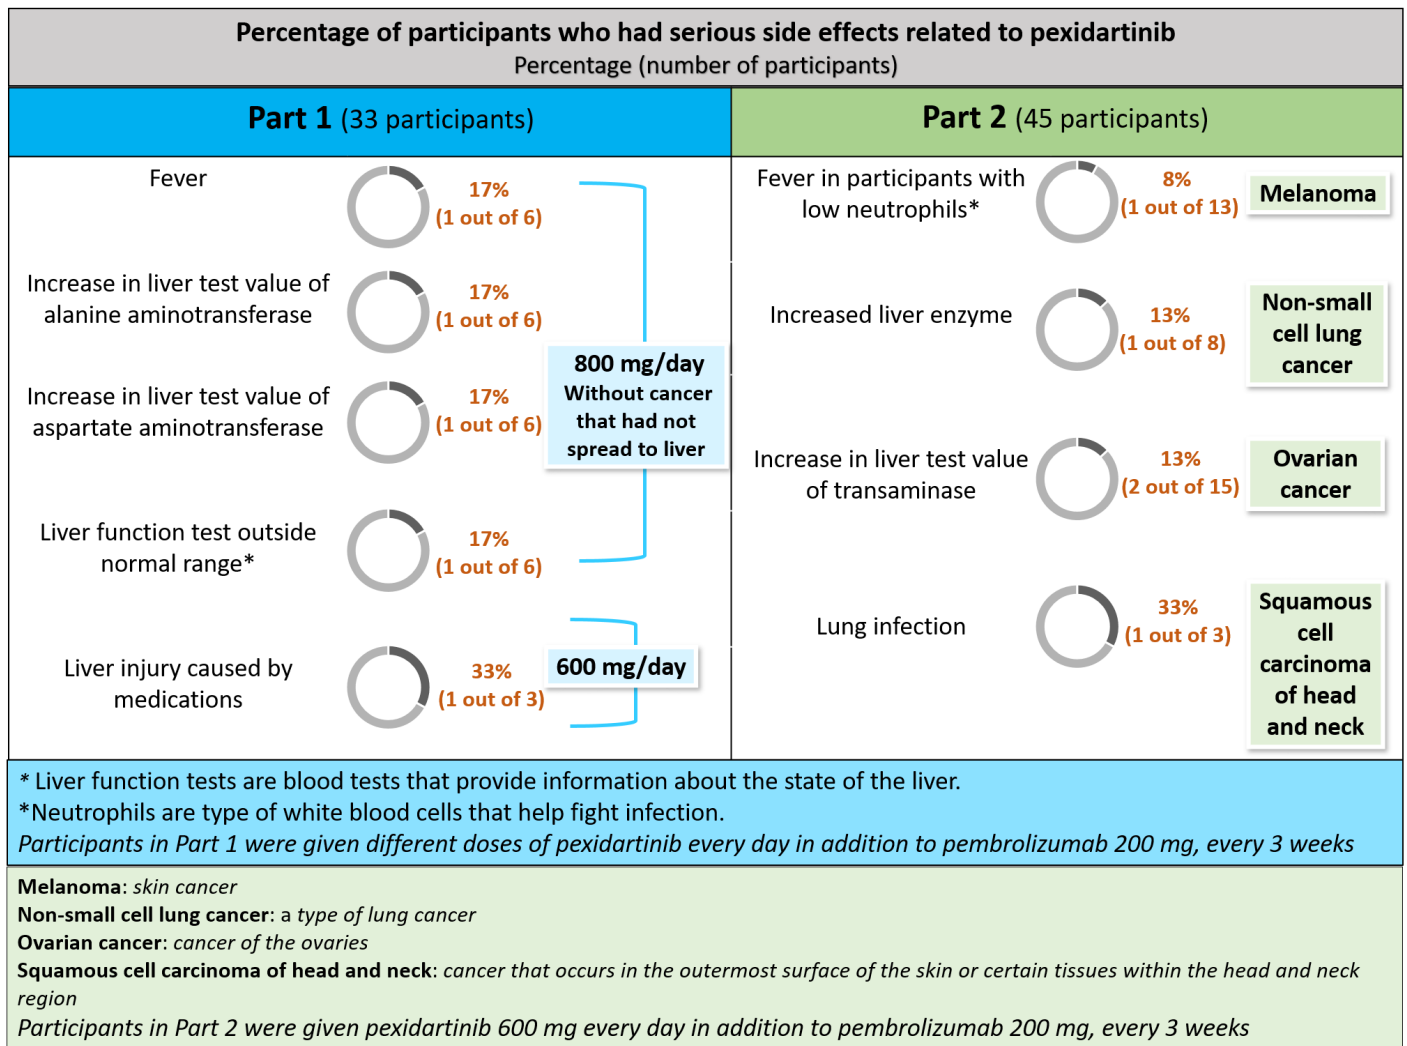 Percentage of participants who had serious side effects related to pexidartinib
Percentage (number of participants)
Part 1 (33 participants)
Fever
17%
(1 out of 6)
Increase in liver test value of
alanine aminotransferase
17%
(1 out of 6)
Increase in liver test value of
aspartate aminotransferase
17%
(1 out of 6)
Liver function test outside
normal range*
17%
(1 out of 6)
800 mg/day
Without cancer
that had not
spread to liver
Liver injury caused by
medications
33%
(1 out of 3)
600 mg/day
Part 2 (45 participants)
Fever in participants with
low neutrophils*
8%
(1 out of 13)
Melanoma
Increased liver enzyme
13%
(1 out of 8)
Non-small
cell lung
cancer
Increase in liver test value
of transaminase
13%
(2 out of 15)
Ovarian
cancer
Lung infection
33%
(1 out of 3)
Squamous
cell
carcinoma
of head
and neck
* Liver function tests are blood tests that provide information about the state of the liver.
*Neutrophils are type of white blood cells that help fight infection.
Participants in Part 1 were given different doses of pexidartinib every day in addition to pembrolizumab 200 mg, every 3 weeks
Melanoma: skin cancer
Non-small cell lung cancer: a type of lung cancer
Ovarian cancer: cancer of the ovaries
Squamous cell carcinoma of head and neck: cancer that occurs in the outermost surface of the skin or certain tissues within the head and neck
region
Participants in Part 2 were given pexidartinib 600 mg every day in addition to pembrolizumab 200 mg, every 3 weeks